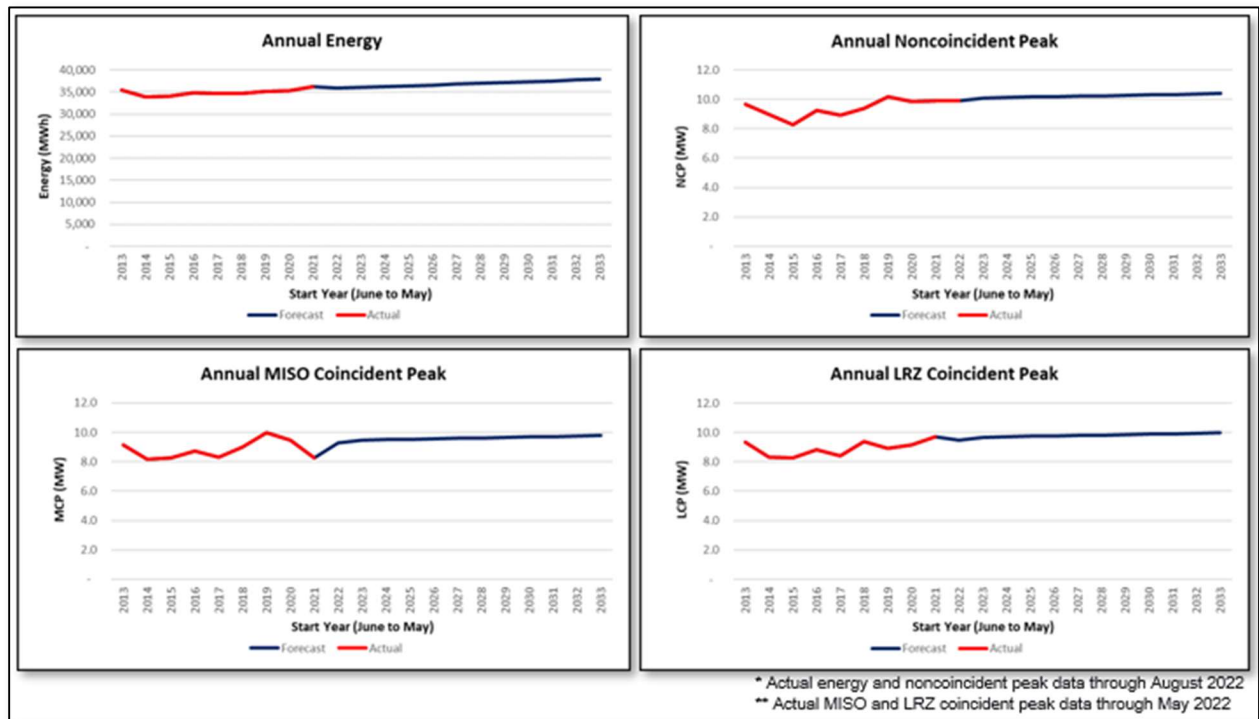 Annual Energy
40,000
35,000
30,000
25,000
20,000
15,000
10,000
5,000
-
Energy (MWh)
2013 2014 2015 2016 2017 2018 2019 2020 2021 2022 2023 2024 2025 2026 2027 2028 2029 2030 2031 2032 2033
Start Year (June to May)
Forecast Actual
Annual Noncoincident Peak
12.0
10.0
8.0
6.0
4.0
2.0
-
NCP (MW)
2013 2014 2015 2016 2017 2018 2019 2020 2021 2022 2023 2024 2025 2026 2027 2028 2029 2030 2031 2032 2033
Start Year (June to May)
Forecast Actual
Annual MISO Coincident Peak
12.0
10.0
8.0
6.0
4.0
2.0
-
MCP (MW)
2013 2014 2015 2016 2017 2018 2019 2020 2021 2022 2023 2024 2025 2026 2027 2028 2029 2030 2031 2032 2033
Start Year (June to May)
Forecast Actual
Annual LRZ Coincident Peak
12.0
10.0
8.0
6.0
4.0
2.0
-
LCP (MW)
2013 2014 2015 2016 2017 2018 2019 2020 2021 2022 2023 2024 2025 2026 2027 2028 2029 2030 2031 2032 2033
Start Year (June to May)
Forecast Actual
* Actual energy and noncoincident peak data through August 2022
** Actual MISO and LRZ coincident peak data through May 2022